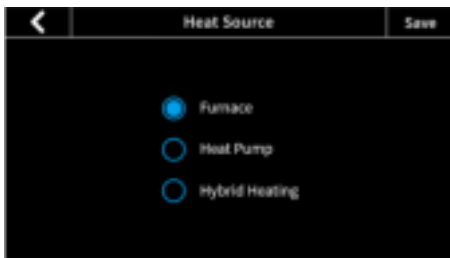 Heat Source
Save
Furnace
Heat Pump
Hybrid Heating